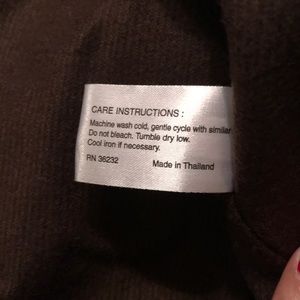 CARE INSTRUCTIONS :
Machine wash cold, gentle cycle with similar
Do not bleach. Tumble dry low.
Cool iron if necessary.
RN 36232 Made in Thailand